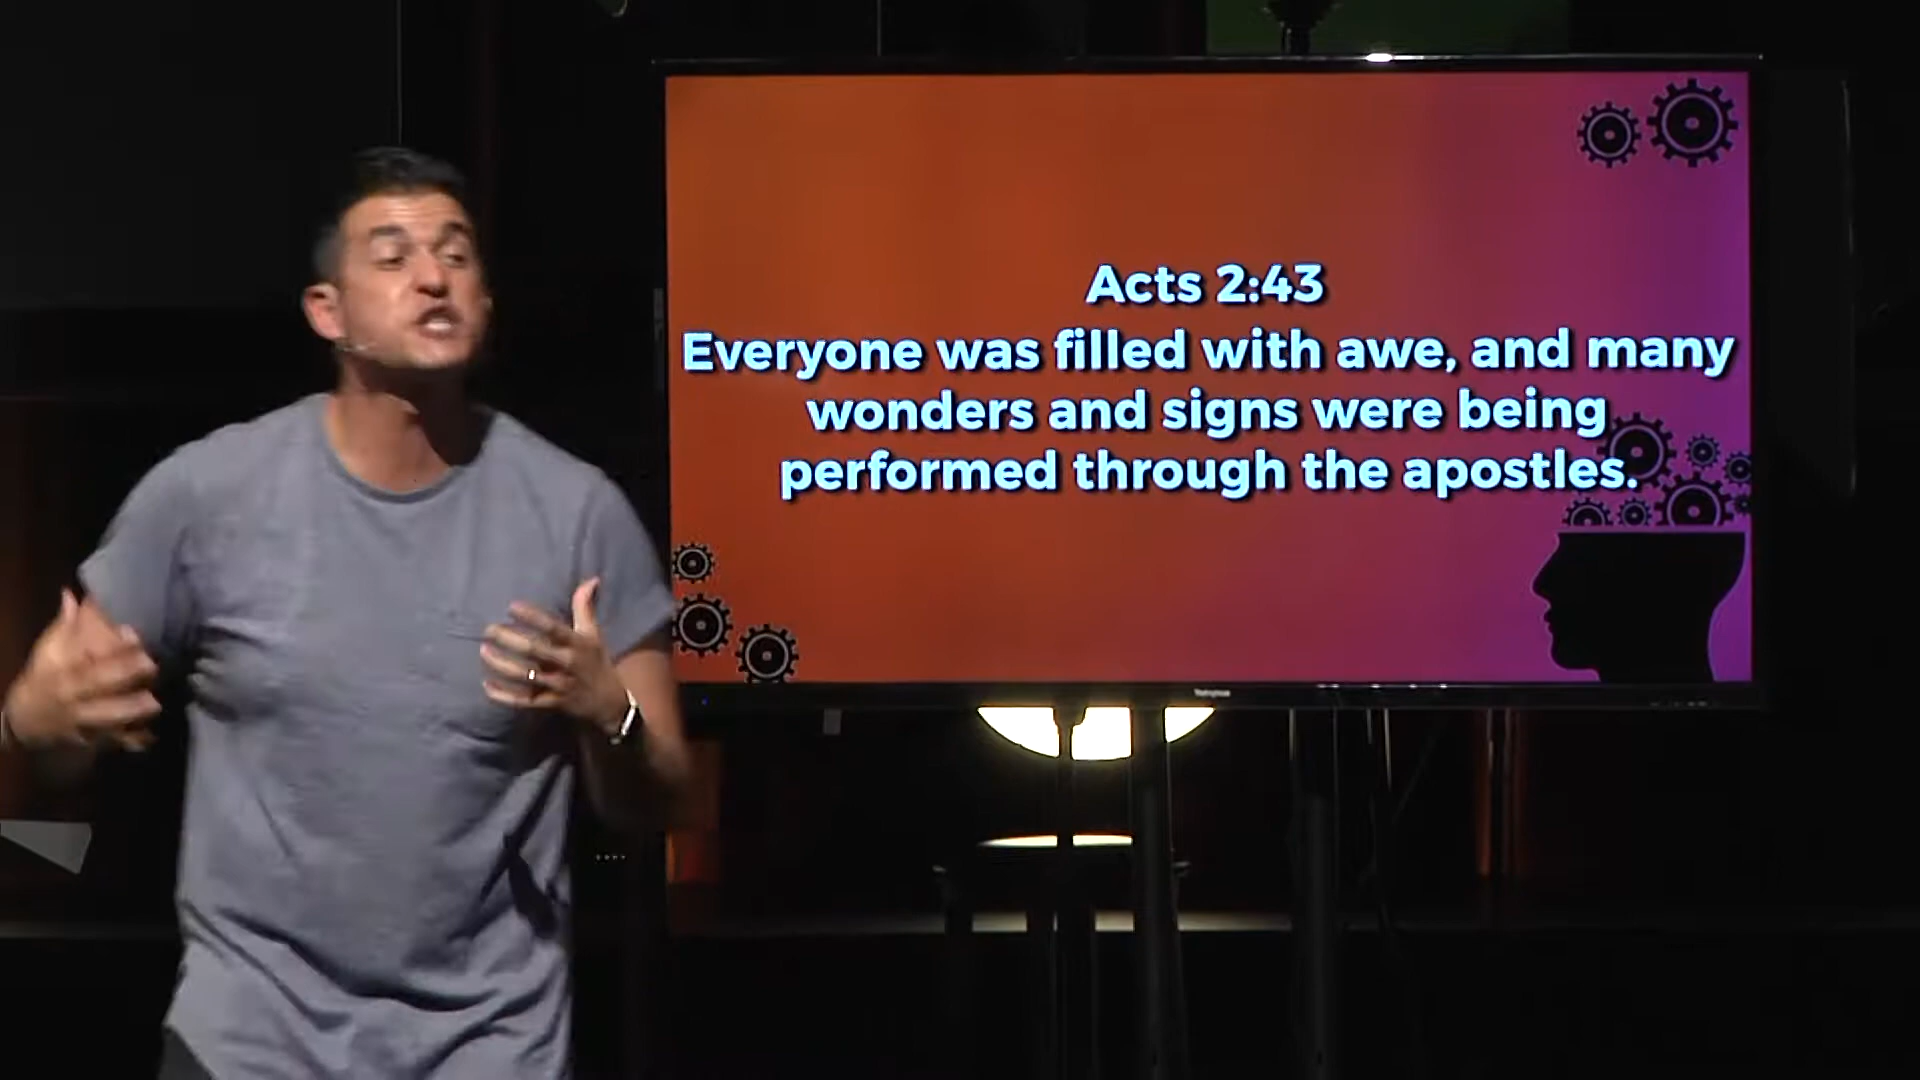 Acts 2:43
Everyone was filled with awe, and many
wonders and signs were being
performed through the apostles.